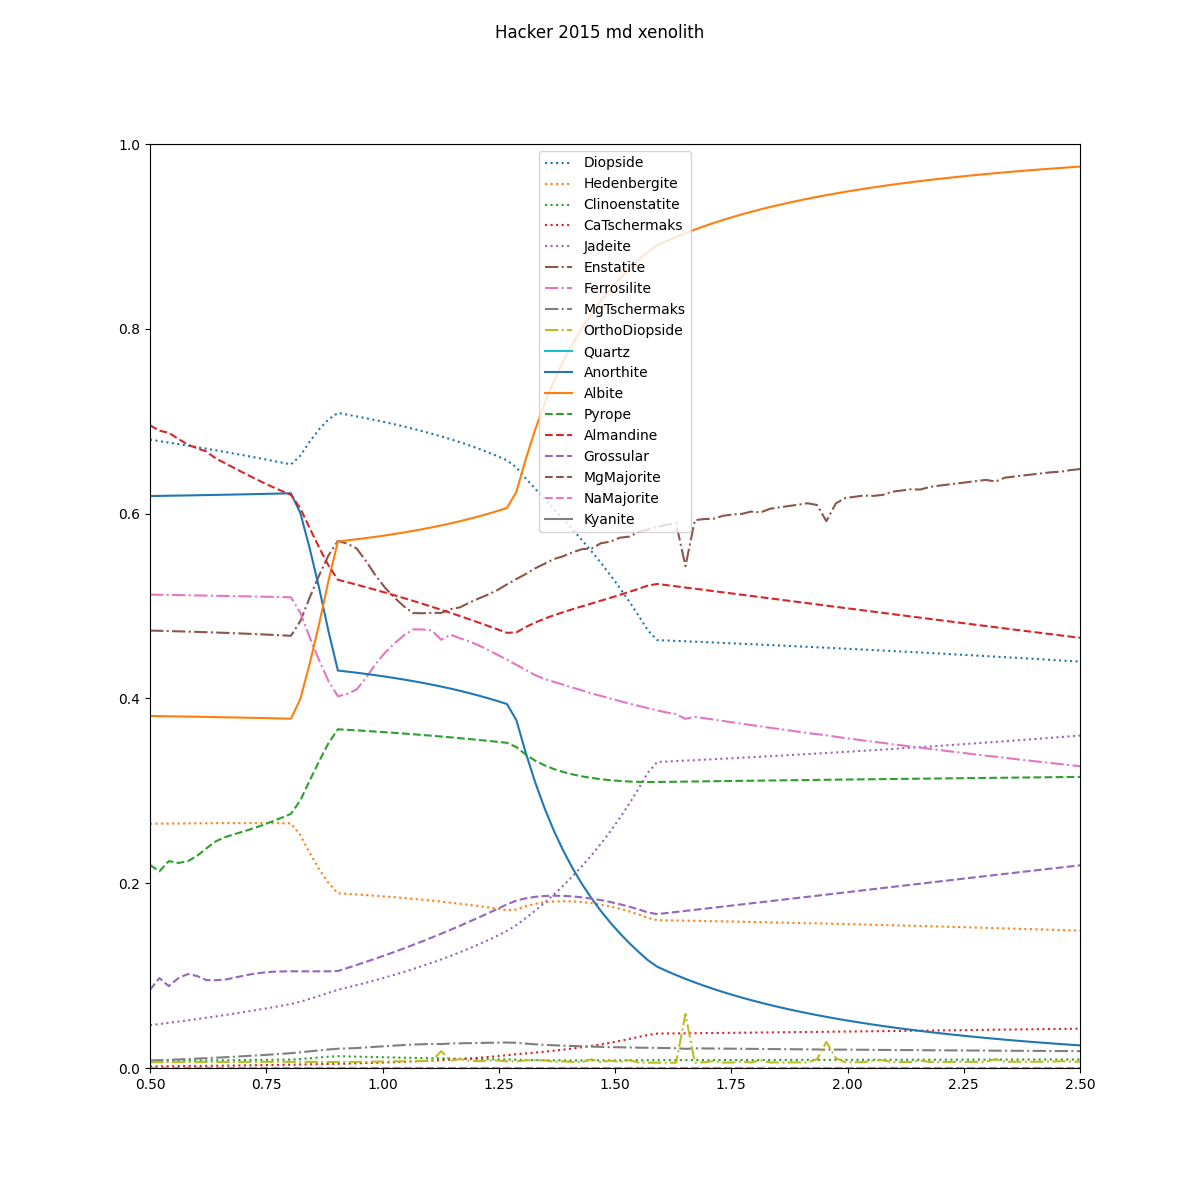 Hacker 2015 md xenolith
1.0
0.8
0.6
0.4
0.2
0.0
Diopside
Hedenbergite
Clinoenstatite
CaTschermaks
Jadeite
Enstatite
Ferrosilite
MgTschermaks
OrthoDiopside
Quartz
Anorthite
Albite
Pyrope
Almandine
Grossular
MgMajorite
NaMajorite
Kyanite
0.50 0.75 1.00 1.25 1.50 1.75 2.00 2.25 2.50